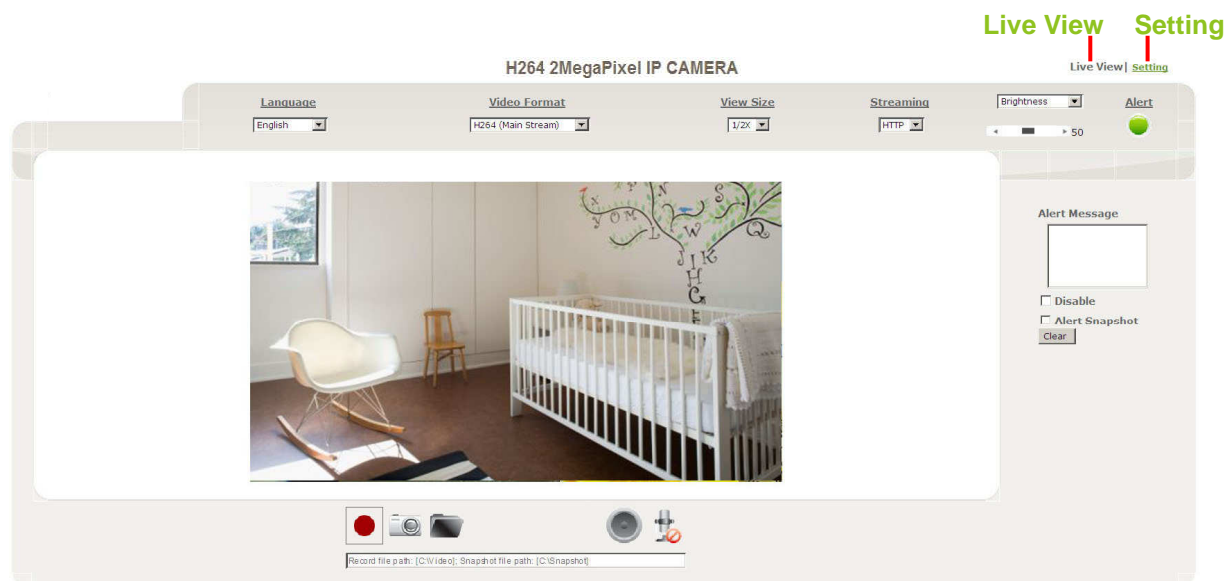 Live View Setting
H264 2MegaPixel IP CAMERA
Live View| Setting
Language Video Format View Size Streaming Brightness Alert
English H264 (Main Stream) 1/2X HTTP
50
Alert Message
Disable
Alert Snapshot
Clear
X P N S
y O M L W Q
J I K
H
G
F
Record file path: [C:\Video]; Snapshot file path: [C:\Snapshot]